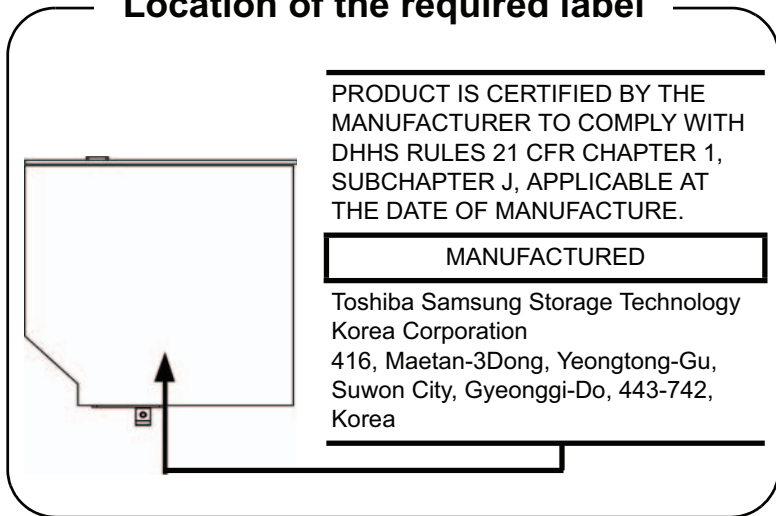 Location of the required label
PRODUCT IS CERTIFIED BY THE
MANUFACTURER TO COMPLY WITH
DHHS RULES 21 CFR CHAPTER 1,
SUBCHAPTER J, APPLICABLE AT
THE DATE OF MANUFACTURE.
MANUFACTURED
Toshiba Samsung Storage Technology
Korea Corporation
416, Maetan-3Dong, Yeongtong-Gu,
Suwon City, Gyeonggi-Do, 443-742,
Korea